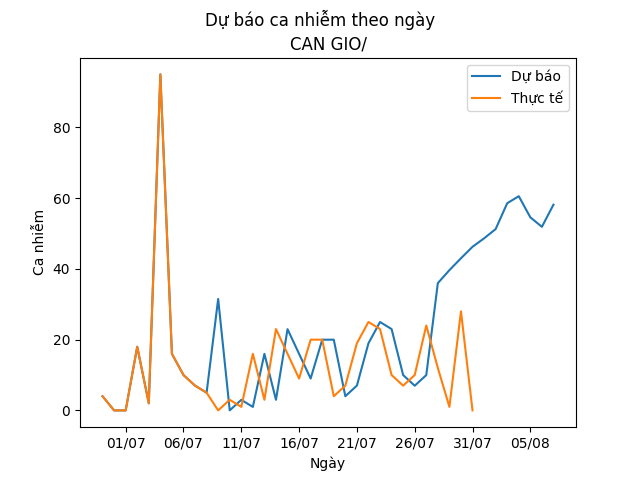 Dự báo ca nhiễm theo ngày
CAN GIO/
Dự báo
Thực tế
Ca nhiễm
80
60
40
20
0
01/07 06/07 11/07 16/07 21/07 26/07 31/07 05/08
Ngày